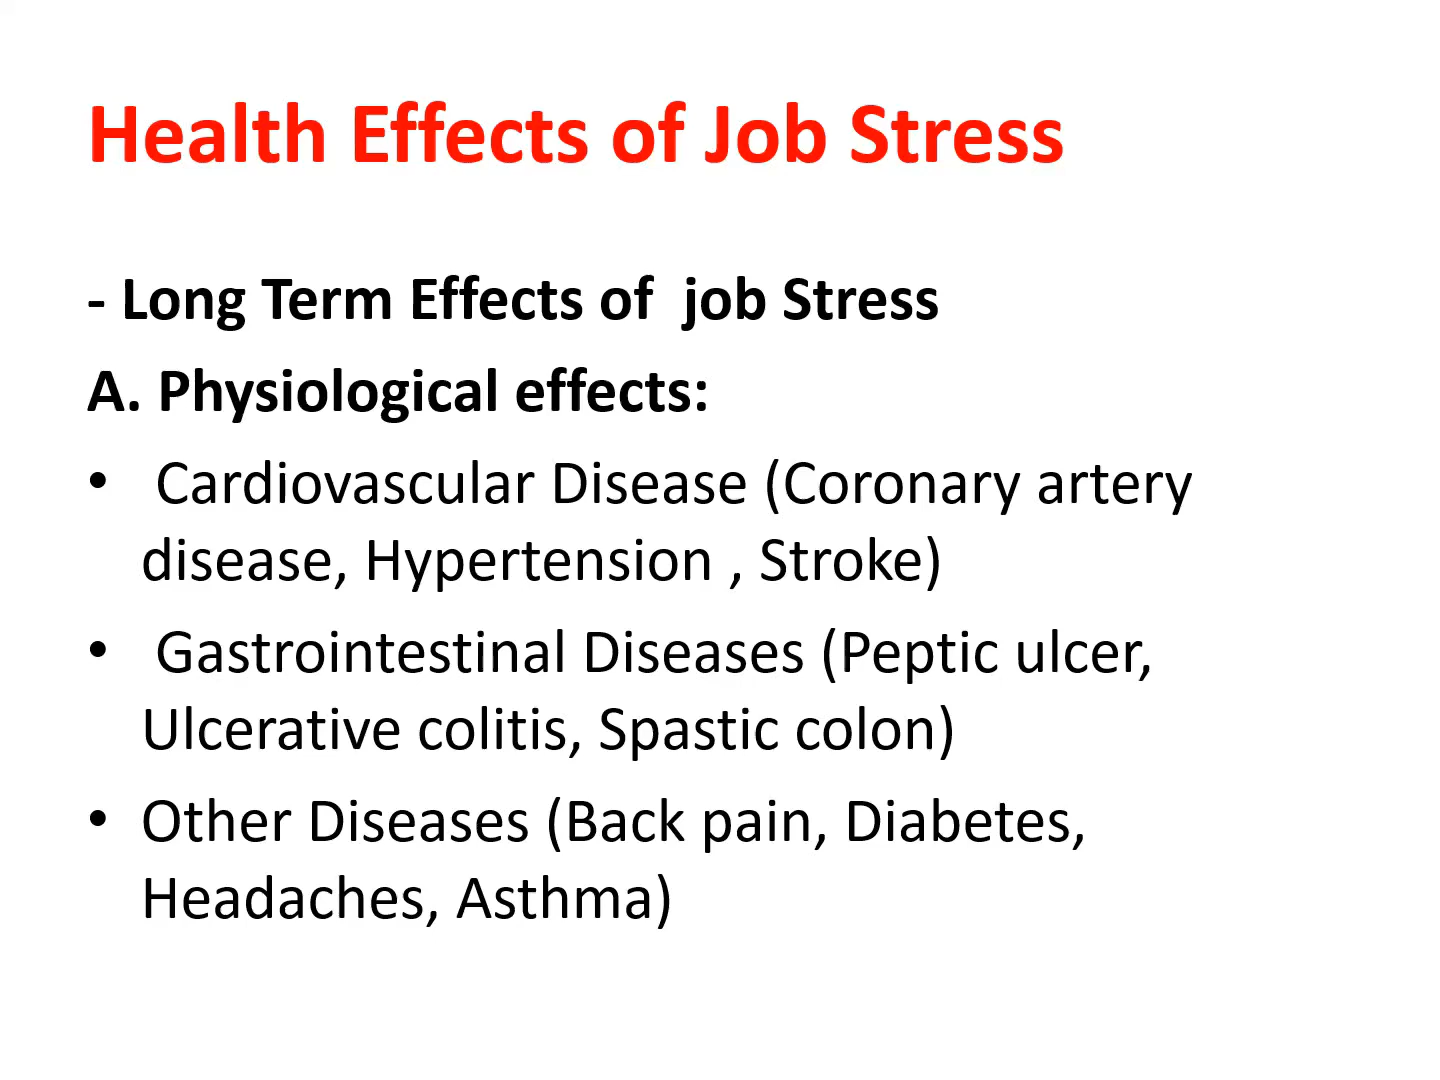 Health Effects of Job Stress
- Long Term Effects of  job Stress
A. Physiological effects:
•  Cardiovascular Disease (Coronary artery
disease, Hypertension , Stroke)
•  Gastrointestinal Diseases (Peptic ulcer,
Ulcerative colitis, Spastic colon)
• Other Diseases (Back pain, Diabetes,
Headaches, Asthma)